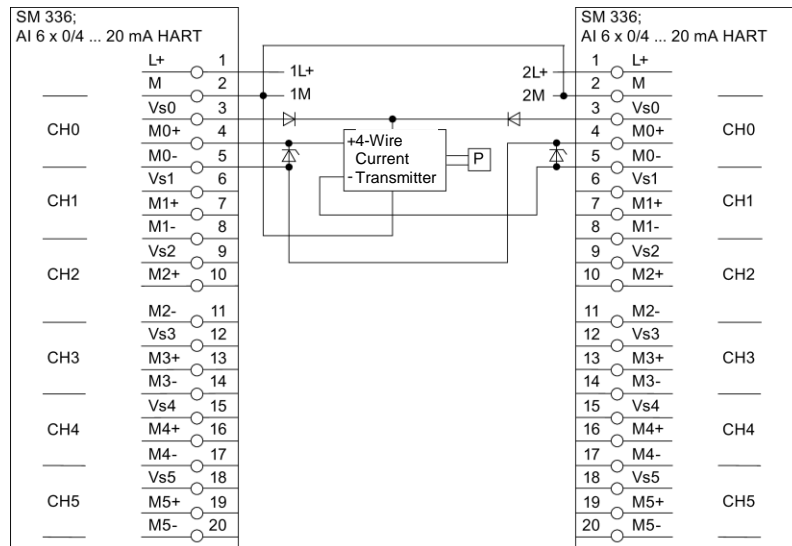 SM 336;
AI 6 x 0/4 ... 20 mA HART
L+ 1
M 2
Vs0 3
CH0 M0+ 4
M0- 5
Vs1 6
CH1 M1+ 7
M1- 8
Vs2 9
CH2 M2+ 10
M2- 11
Vs3 12
CH3 M3+ 13
M3- 14
Vs4 15
CH4 M4+ 16
M4- 17
Vs5 18
CH5 M5+ 19
M5- 20
1L+
1M
2L+
2M
+4-Wire
Current
- Transmitter
P
SM 336;
AI 6 x 0/4 ... 20 mA HART
1 L+
2 M
3 Vs0
4 M0+ CH0
5 M0-
6 Vs1
7 M1+ CH1
8 M1-
9 Vs2
10 M2+ CH2
11 M2-
12 Vs3
13 M3+ CH3
14 M3-
15 Vs4
16 M4+ CH4
17 M4-
18 Vs5
19 M5+ CH5
20 M5-